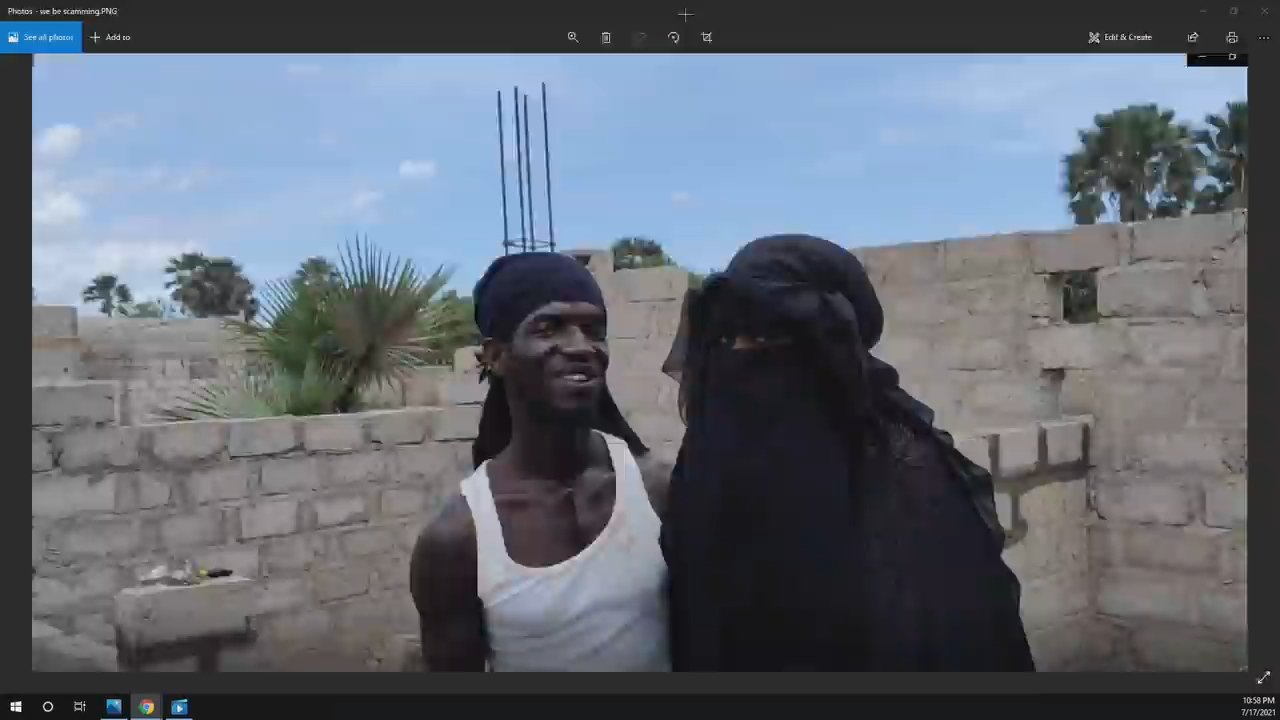 Photos - we be scamming.PNG
See all photos
Add to
Edit & Create
10:58 PM
7/17/2021